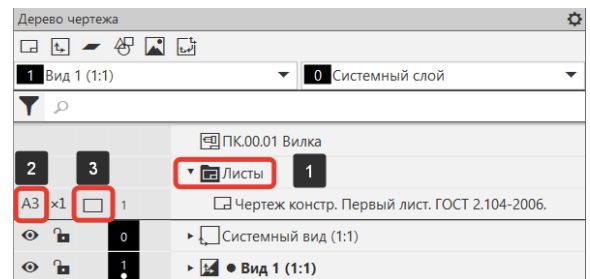 Дерево чертежа
1 Вид 1 (1:1) 0 Системный слой
ПК.00.01 Вилка
2 3 Листы 1
А3 ×1 1 Чертеж констр. Первый лист. ГОСТ 2.104-2006.
0 Системный вид (1:1)
1 ● Вид 1 (1:1)